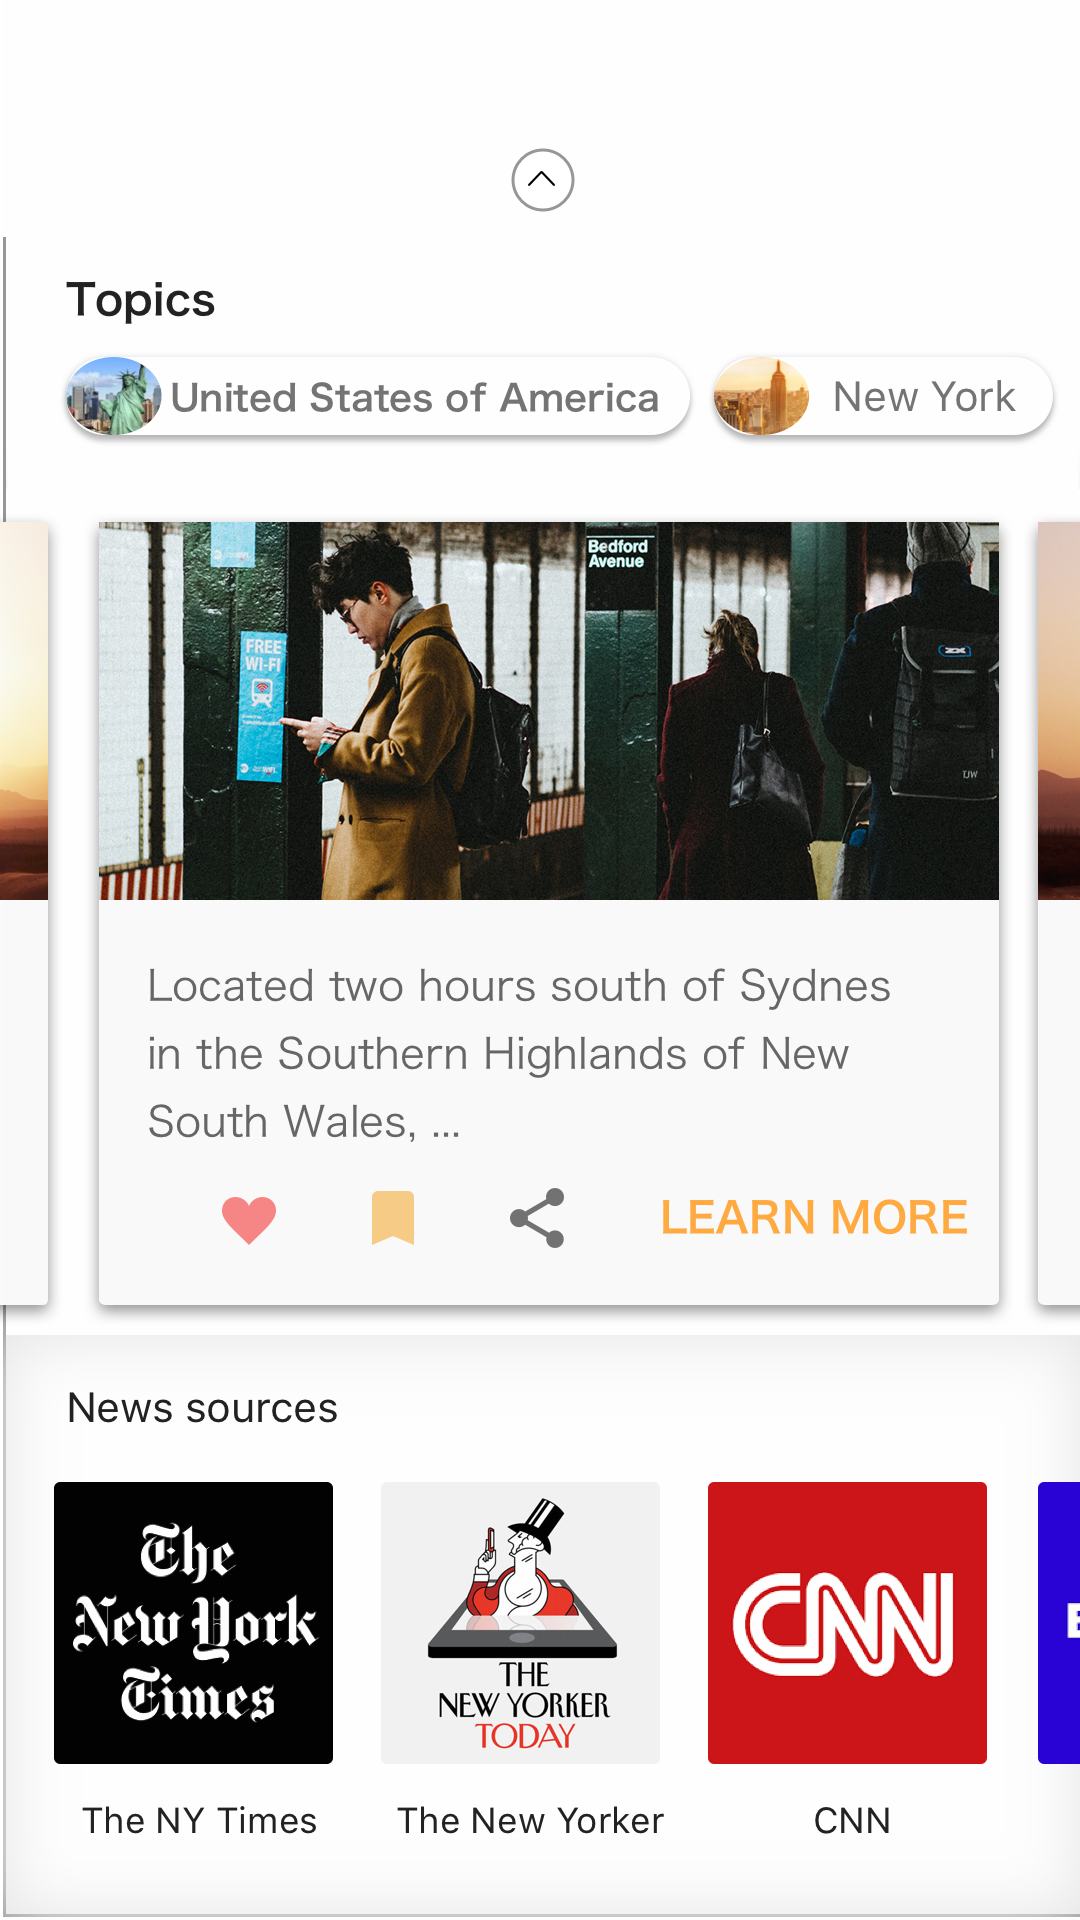 Topics
United States of America
New York
Bedford
Avenue
FREE
WI-FI
ZX
TJW
Located two hours south of Sydnes
in the Southern Highlands of New
South Wales, ...
LEARN MORE
News sources
The
New York
Times
THE
NEW YORKER
TODAY
CNN
The NY Times
The New Yorker
CNN